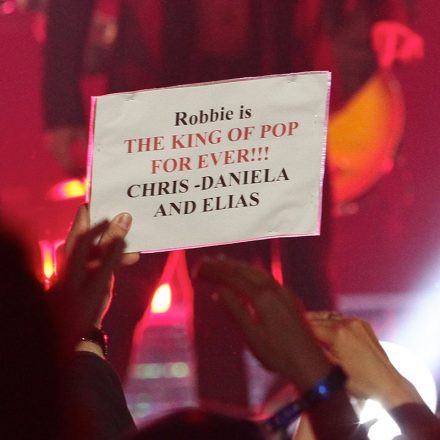 Robbie is
THE KING OF POP
FOR EVER!!!
CHRIS -DANIELA
AND ELIAS